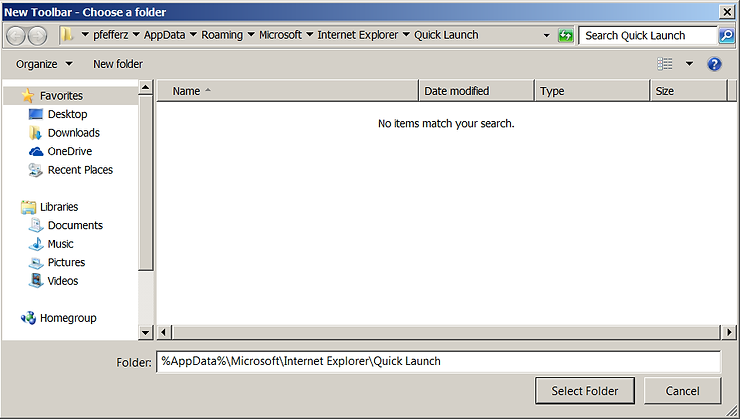 New Toolbar - Choose a folder
pfefferz AppData Roaming Microsoft Internet Explorer Quick Launch Search Quick Launch
Organize New folder
Favorites Name Date modified Type Size
Desktop No items match your search.
Downloads
OneDrive
Recent Places
Libraries
Documents
Music
Pictures
Videos
Homegroup
Folder: %AppData%\Microsoft\Internet Explorer\Quick Launch
Select Folder Cancel